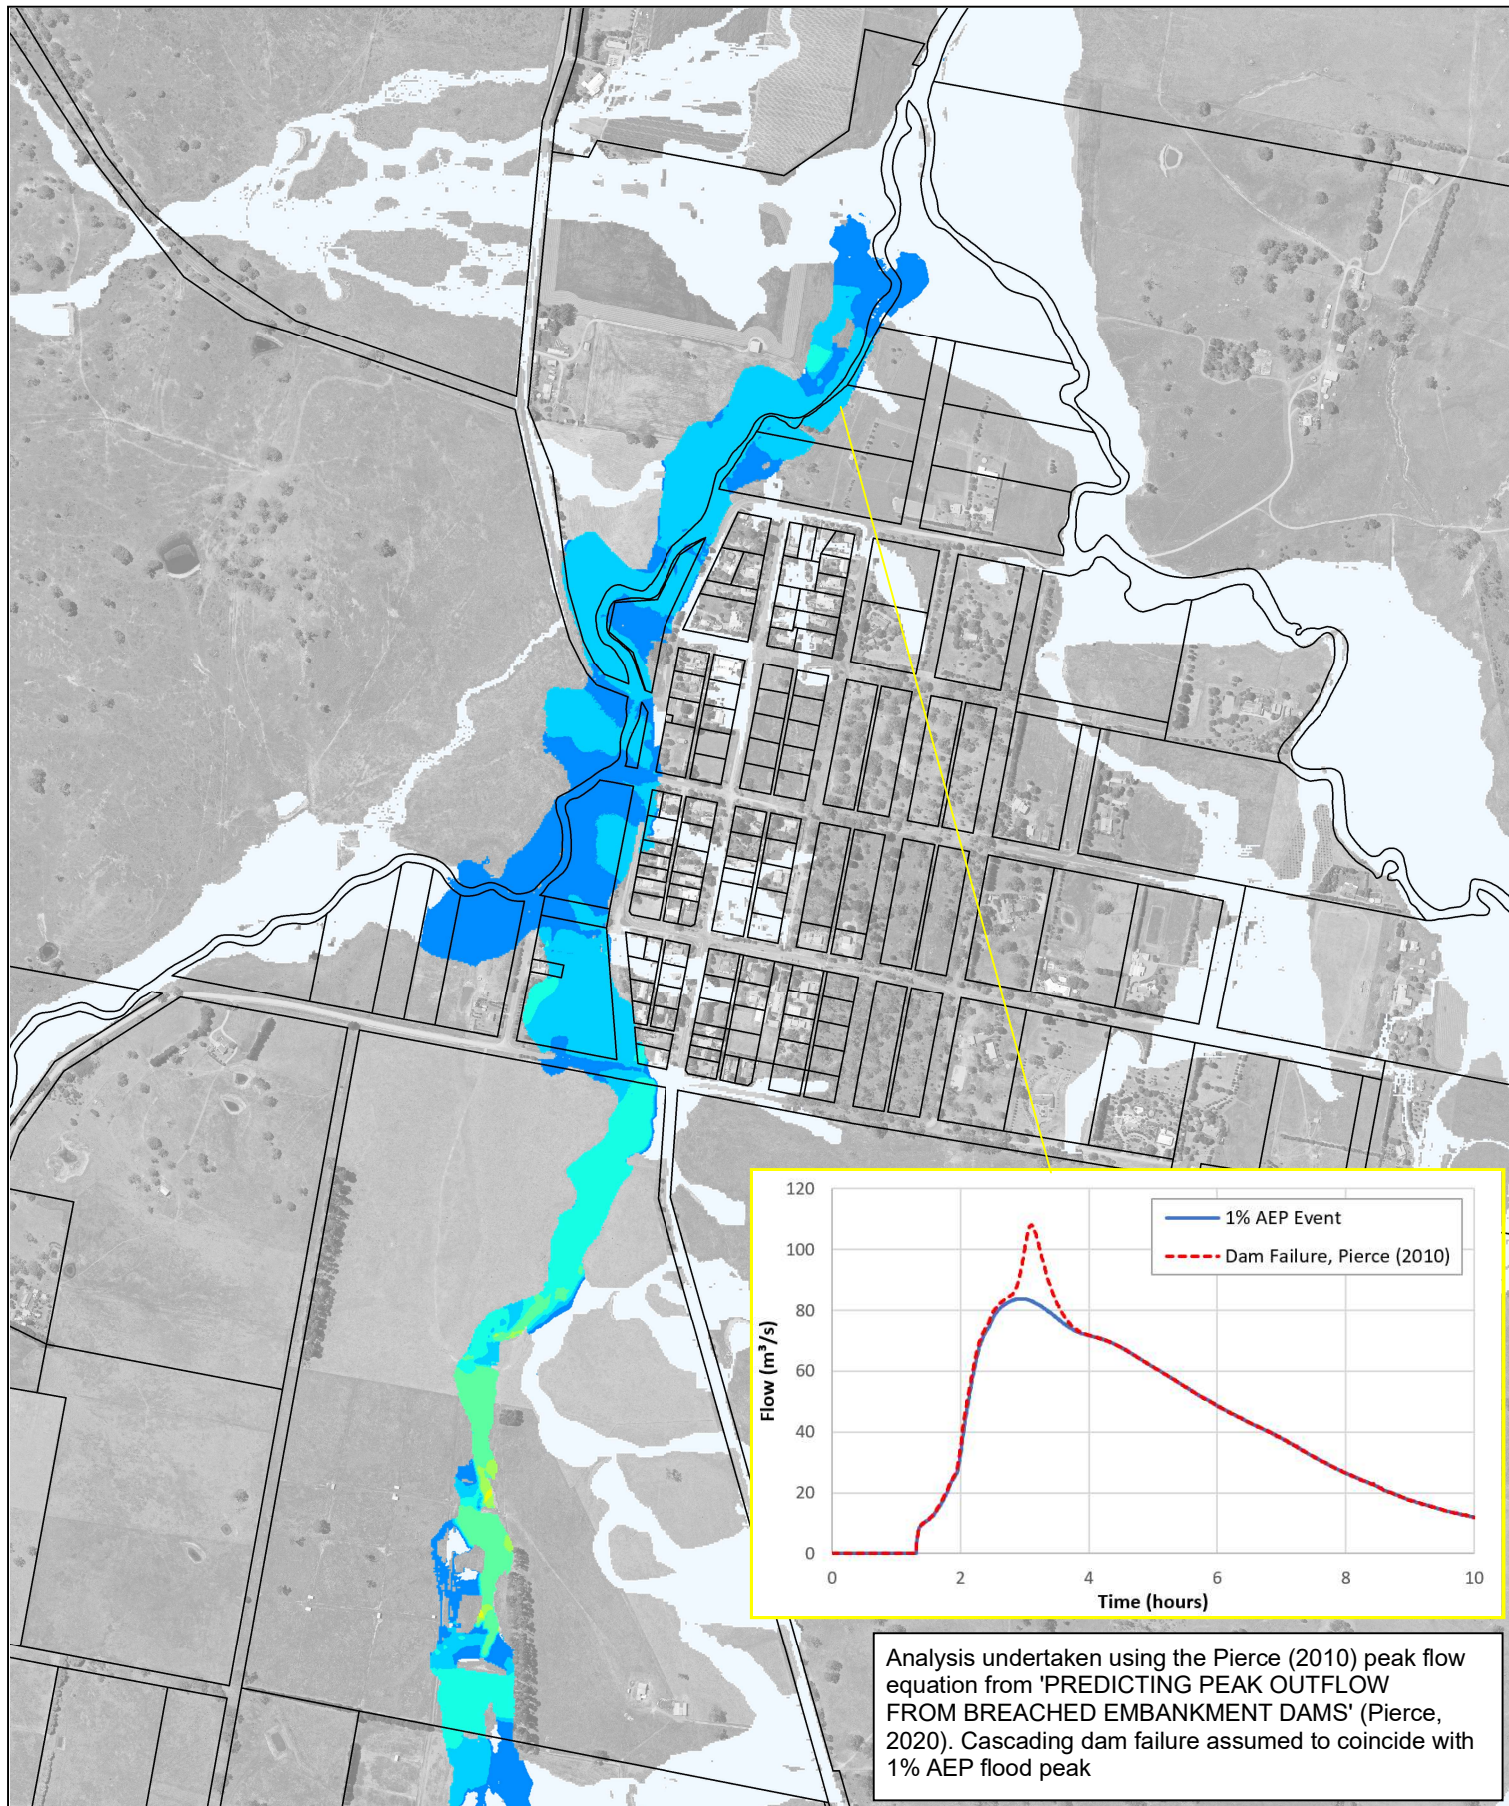 120
100
80
60
40
20
0
0 2 4 6 8 10
Flow (m³/s)
Time (hours)
1% AEP Event
Dam Failure, Pierce (2010)
Analysis undertaken using the Pierce (2010) peak flow
equation from 'PREDICTING PEAK OUTFLOW
FROM BREACHED EMBANKMENT DAMS' (Pierce,
2020). Cascading dam failure assumed to coincide with
1% AEP flood peak